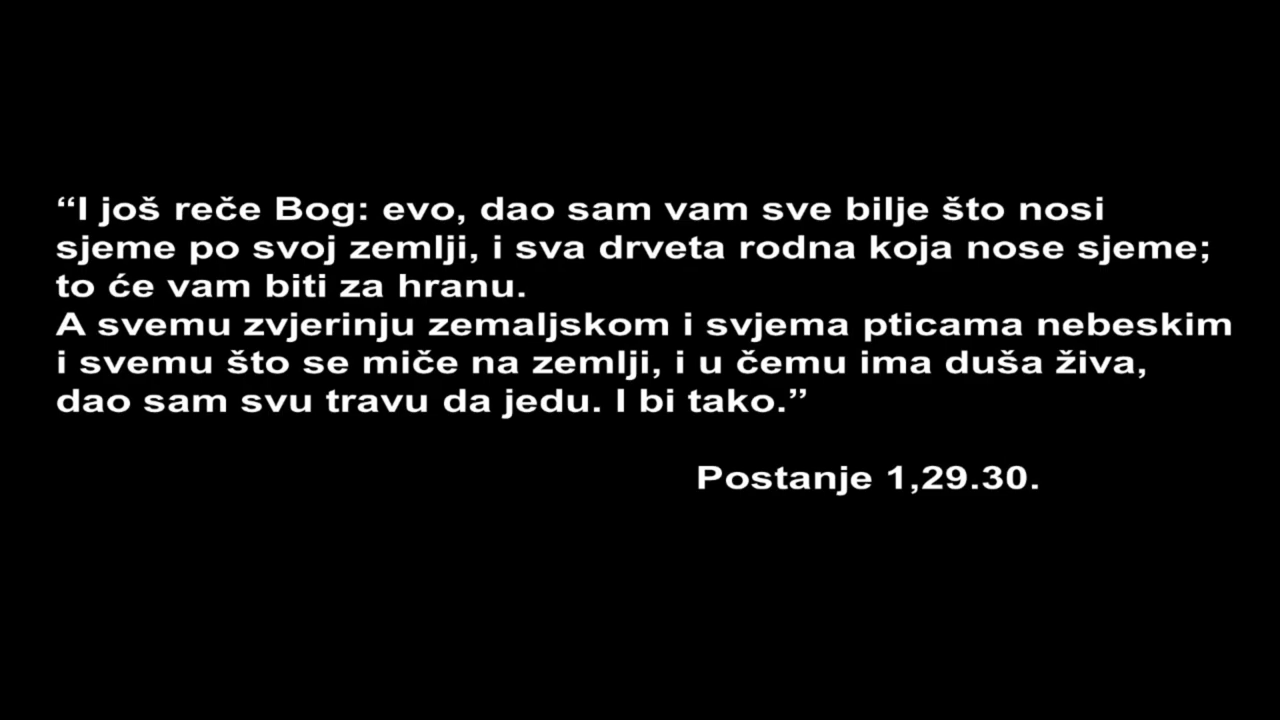 “I još reče Bog: evo, dao sam vam sve bilje što nosi
sjeme po svoj zemlji, i sva drveta rodna koja nose sjeme;
to će vam biti za hranu.
A svemu zvjerinju zemaljskom i svjema pticama nebeskim
i svemu što se miče na zemlji, i u čemu ima duša živa,
dao sam svu travu da jedu. I bi tako.”
Postanje 1,29.30.